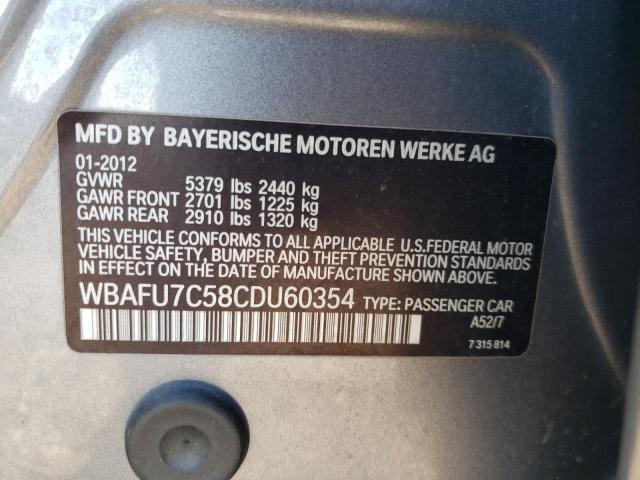 MFD BY BAYERISCHE MOTOREN WERKE AG
01-2012
GVWR 5379 lbs 2440 kg
GAWR FRONT 2701 lbs 1225 kg
GAWR REAR 2910 lbs 1320 kg
THIS VEHICLE CONFORMS TO ALL APPLICABLE U.S.FEDERAL MOTOR
VEHICLE SAFETY, BUMPER AND THEFT PREVENTION STANDARDS
IN EFFECT ON THE DATE OF MANUFACTURE SHOWN ABOVE.
WBAFU7C58CDU60354 TYPE: PASSENGER CAR
A52/7
7 315 814